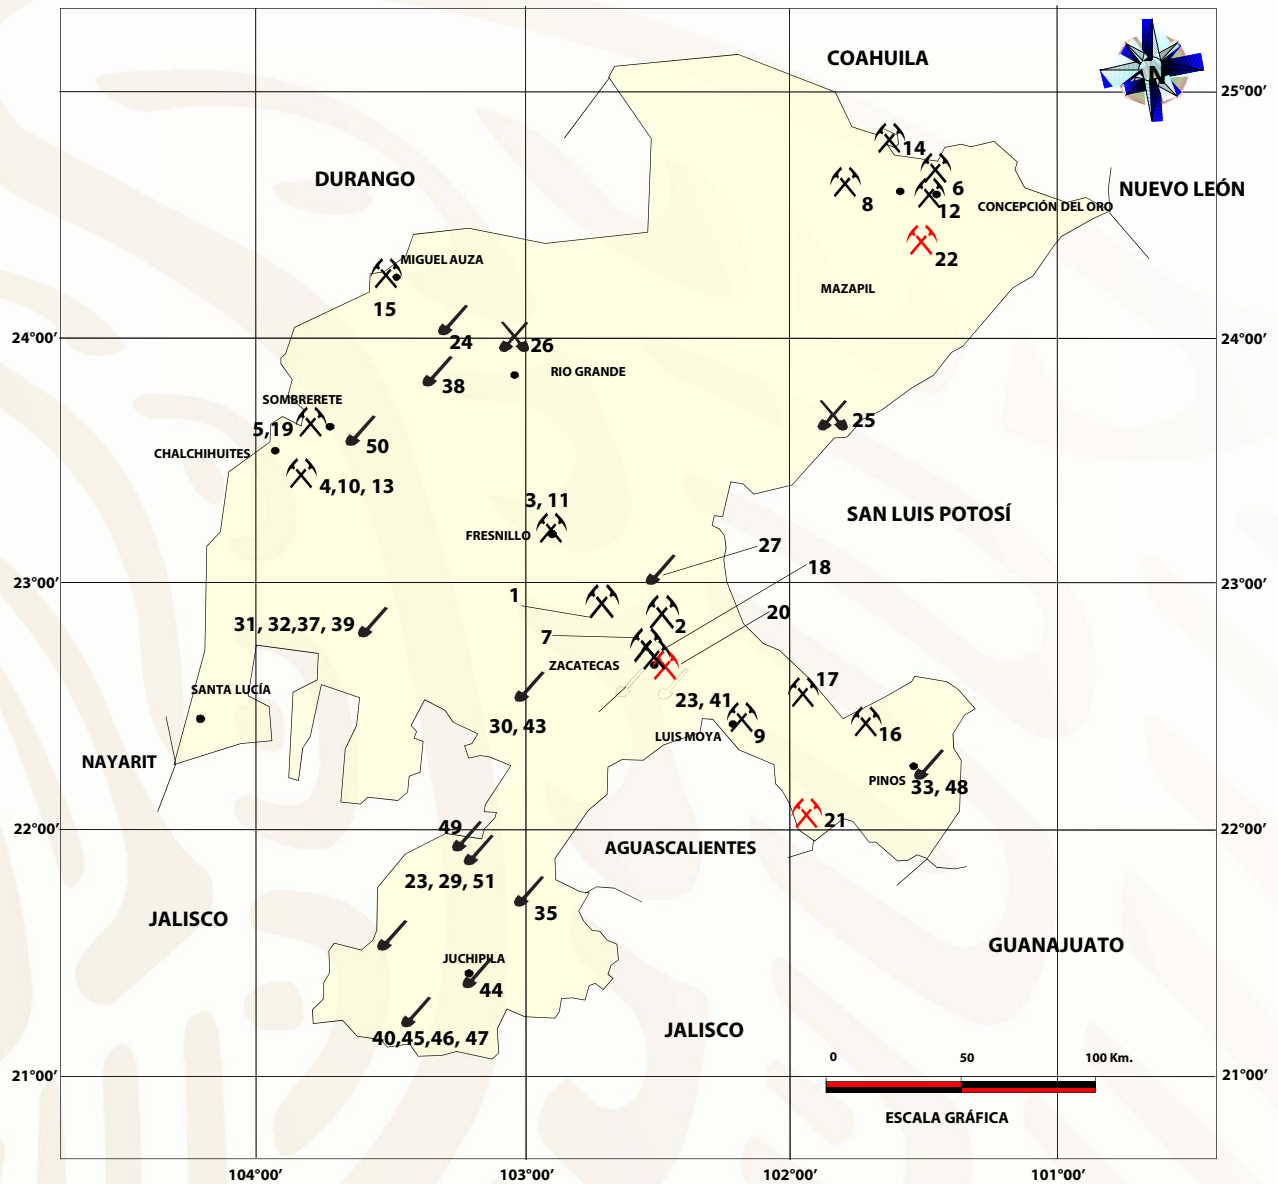 COAHUILA
N
25°00’
25°00’
14
DURANGO
6
NUEVO LEÓN
8
12
CONCEPCIÓN DEL ORO
22
MIGUEL AUZA
MAZAPIL
15
24°00’
24
26
24°00’
RIO GRANDE
38
SOMBRERETE
25
5,19
50
CHALCHIHUITES
4,10, 13
3, 11
SAN LUIS POTOSÍ
FRESNILLO
27
18
23°00’
23°00’
1
20
31, 32,37, 39
2
7
ZACATECAS
17
SANTA LUCÍA
23, 41
30, 43
LUIS MOYA
9
16
NAYARIT
PINOS
33, 48
21
22°00’
49
22°00’
AGUASCALIENTES
23, 29, 51
35
JALISCO
GUANAJUATO
JUCHIPILA
44
40,45,46, 47
JALISCO
0
50
100 Km.
21°00’
21°00’
ESCALA GRÁFICA
104°00’
103°00’
102°00’
101°00’